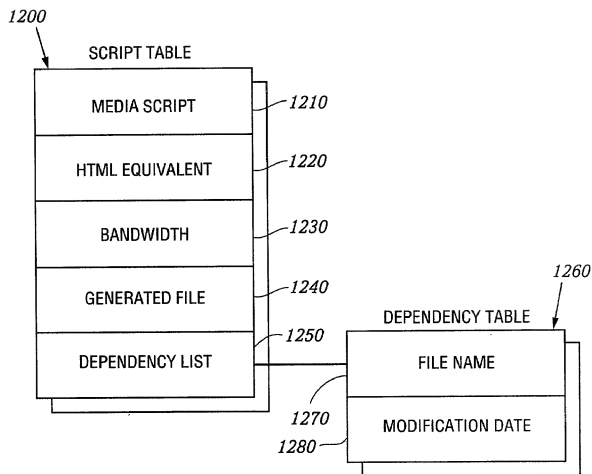 1200
SCRIPT TABLE
MEDIA SCRIPT
1210
HTML EQUIVALENT
1220
BANDWIDTH
1230
GENERATED FILE
1240
DEPENDENCY LIST
1250
1260
DEPENDENCY TABLE
FILE NAME
1270
MODIFICATION DATE
1280